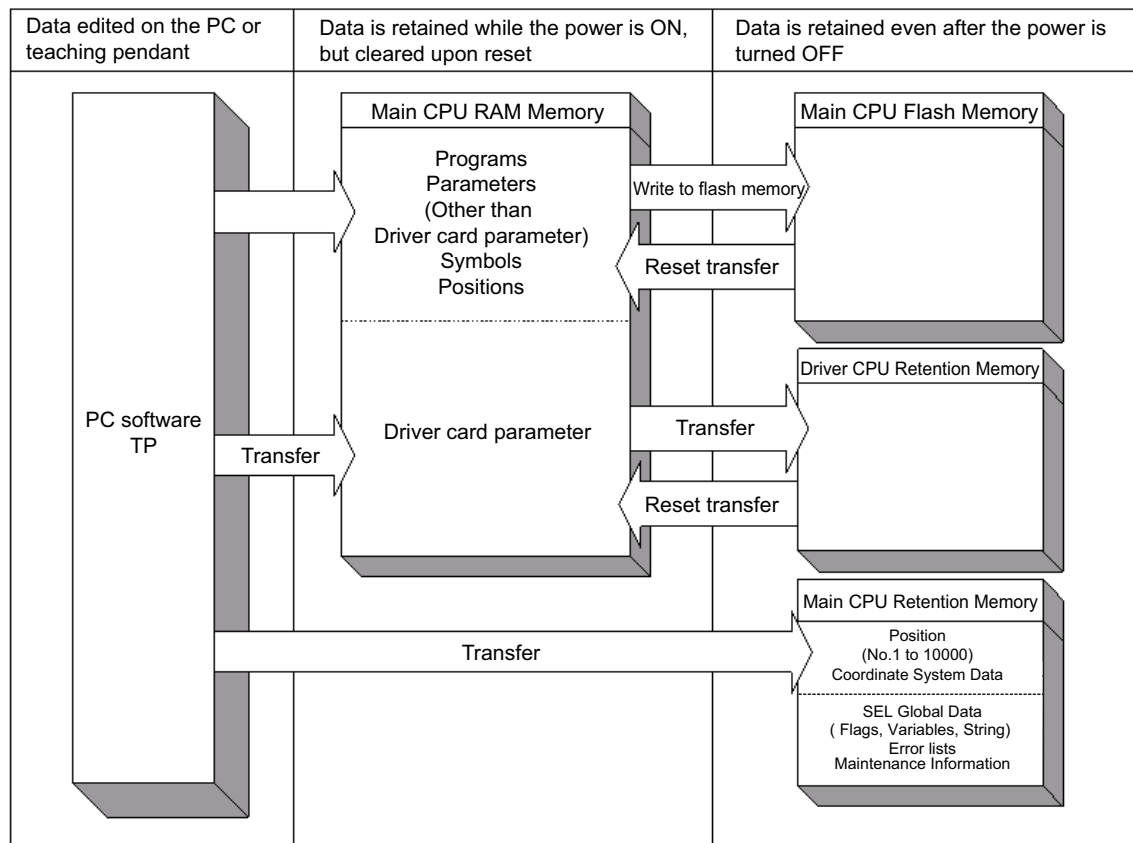 Data edited on the PC or
teaching pendant
Data is retained while the power is ON,
but cleared upon reset
Data is retained even after the power is
turned OFF
PC software
TP
Main CPU RAM Memory
Programs
Parameters
(Other than
Driver card parameter)
Symbols
Positions
Driver card parameter
Transfer
Write to flash memory
Reset transfer
Transfer
Reset transfer
Transfer
Main CPU Flash Memory
Driver CPU Retention Memory
Main CPU Retention Memory
Position
(No.1 to 10000)
Coordinate System Data
SEL Global Data
( Flags, Variables, String)
Error lists
Maintenance Information